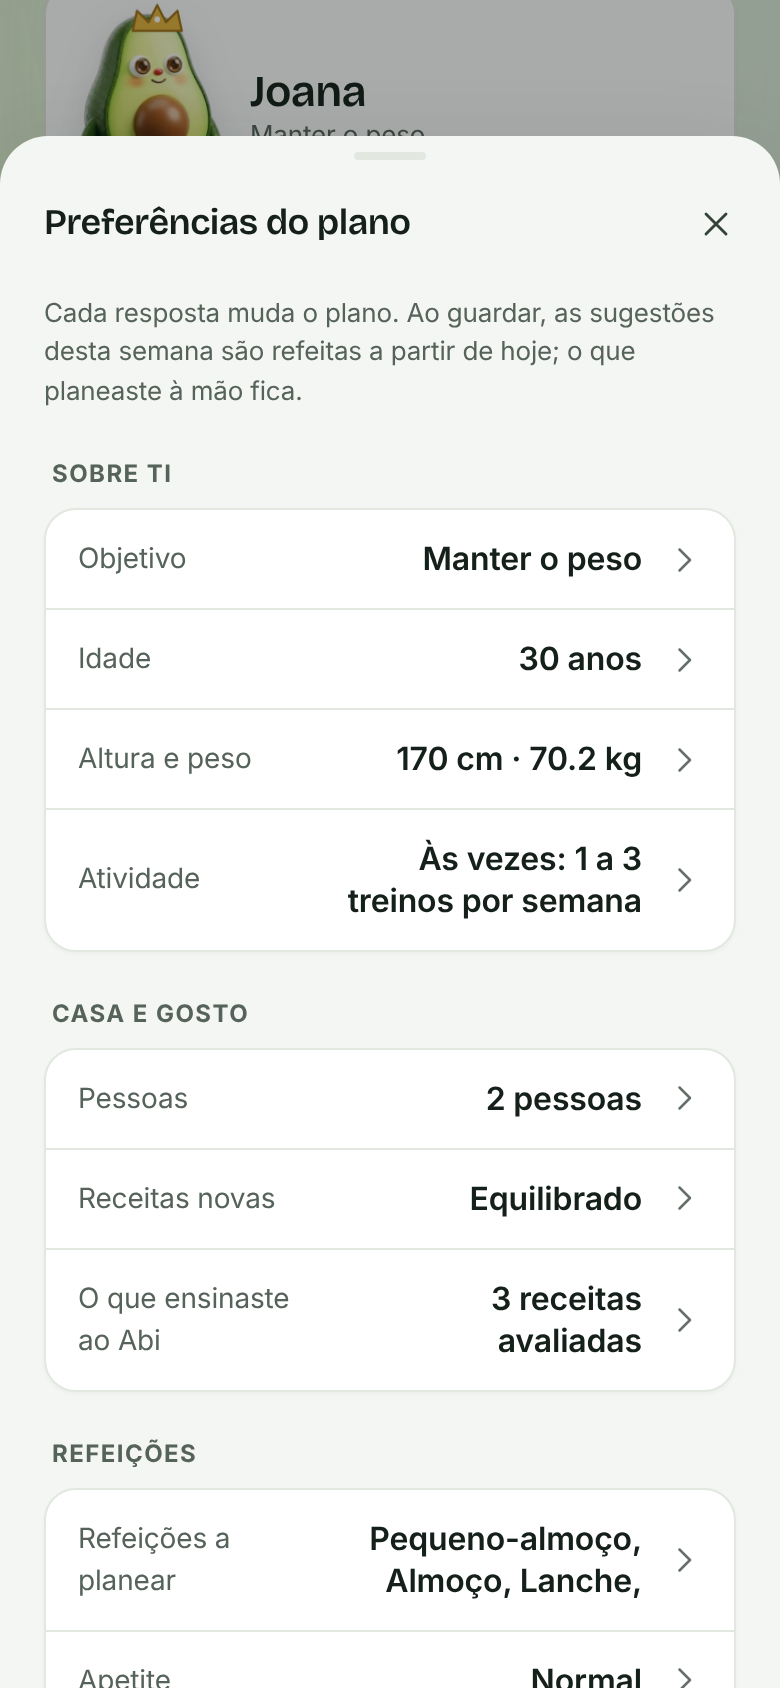 Joana
Manter o peso
Preferências do plano
Cada resposta muda o plano. Ao guardar, as sugestões
desta semana são refeitas a partir de hoje; o que
planeaste à mão fica.
SOBRE TI
Objetivo Manter o peso
Idade 30 anos
Altura e peso 170 cm · 70.2 kg
Atividade Às vezes: 1 a 3
treinos por semana
CASA E GOSTO
Pessoas 2 pessoas
Receitas novas Equilibrado
O que ensinaste 3 receitas
ao Abi avaliadas
REFEIÇÕES
Refeições a Pequeno-almoço,
planear Almoço, Lanche,
Apetite Normal